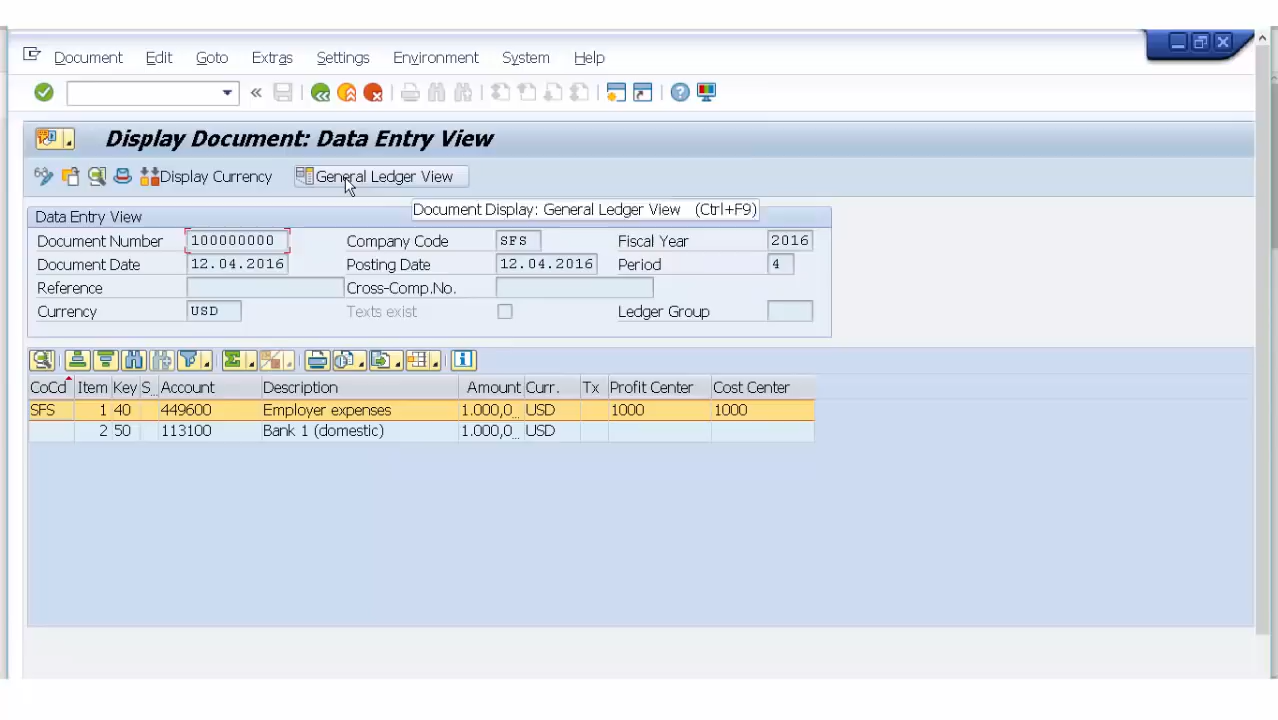 Document Edit Goto Extras Settings Environment System Help
Display Document: Data Entry View
Display Currency General Ledger View
Document Display: General Ledger View (Ctrl+F9)
Data Entry View
Document Number 100000000 Company Code SFS Fiscal Year 2016
Document Date 12.04.2016 Posting Date 12.04.2016 Period 4
Reference Cross-Comp.No.
Currency USD Texts exist Ledger Group
CoCd Item Key S.. Account Description Amount Curr. Tx Profit Center Cost Center
SFS 1 40 449600 Employer expenses 1.000,0.. USD 1000 1000
2 50 113100 Bank 1 (domestic) 1.000,0.. USD